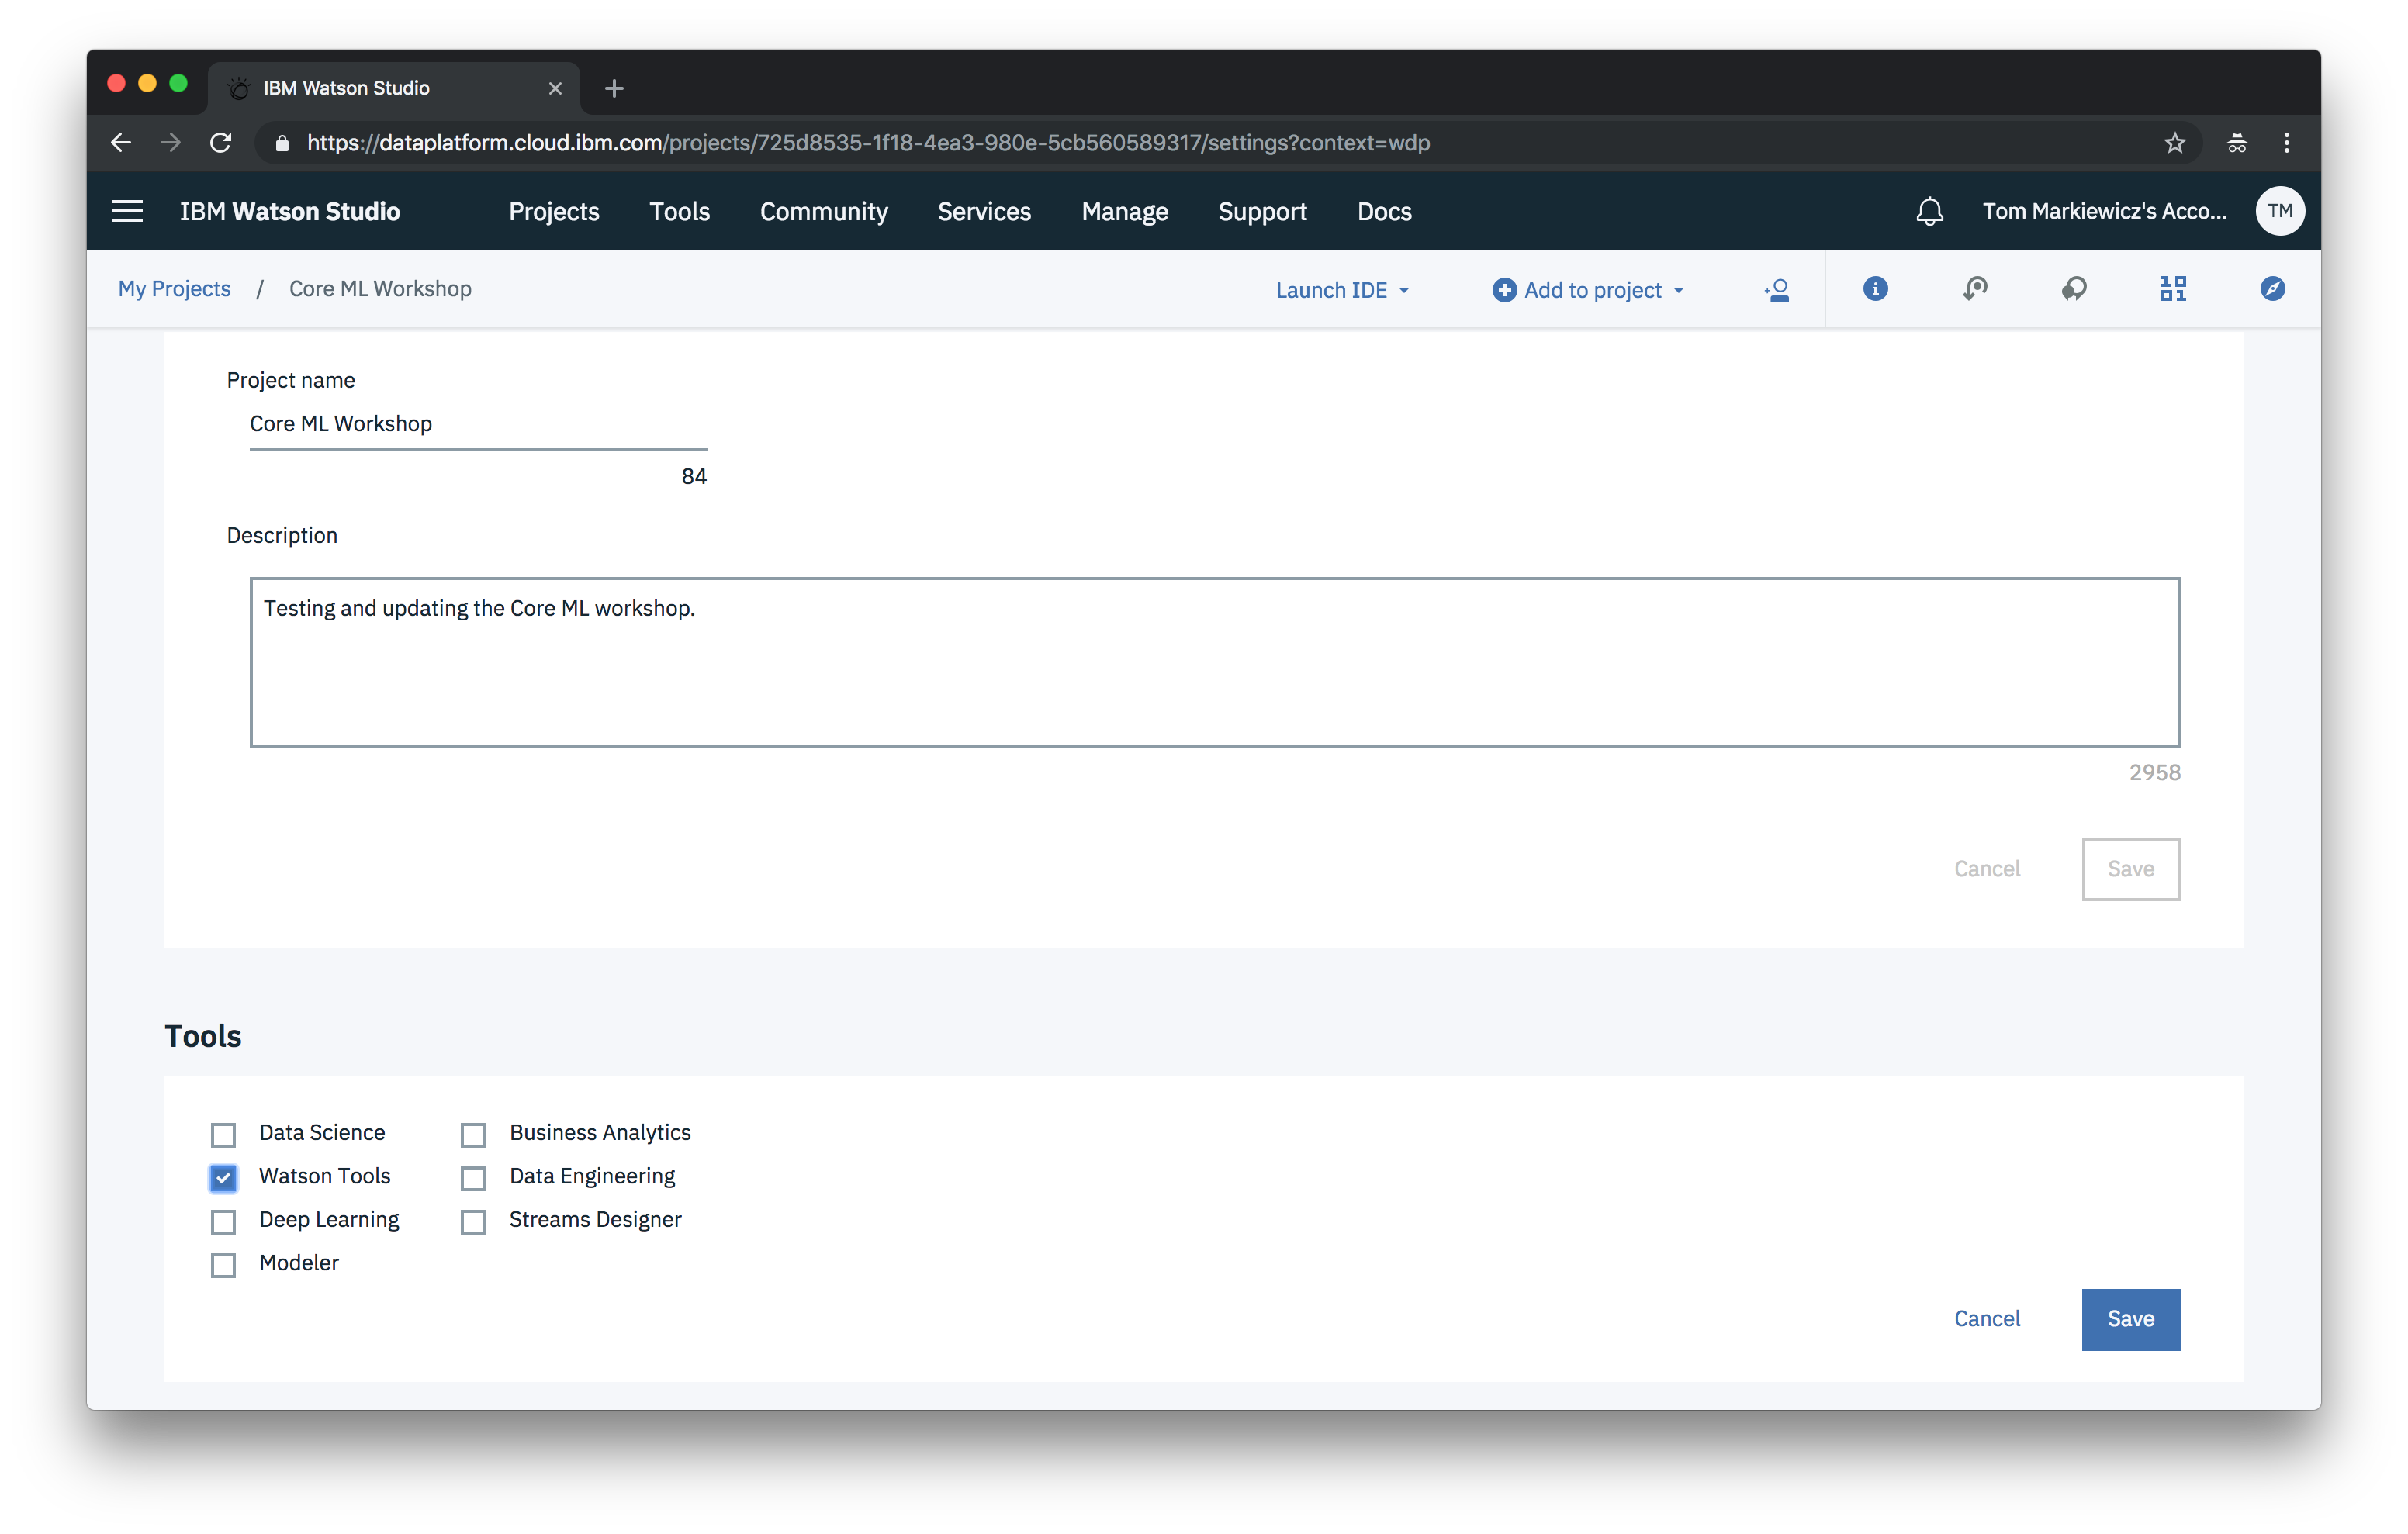 IBM Watson Studio
https://dataplatform.cloud.ibm.com/projects/725d8535-1f18-4ea3-980e-5cb560589317/settings?context=wdp
IBM Watson Studio Projects Tools Community Services Manage Support Docs Tom Markiewicz's Acco... TM
My Projects / Core ML Workshop Launch IDE Add to project
Project name
Core ML Workshop
84
Description
Testing and updating the Core ML workshop.
2958
Cancel Save
Tools
Data Science Business Analytics
Watson Tools Data Engineering
Deep Learning Streams Designer
Modeler
Cancel Save